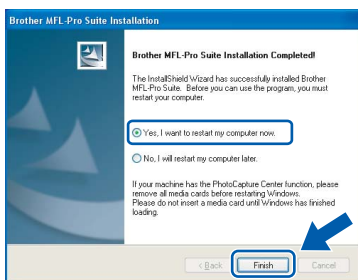 Brother MFL-Pro Suite Installation
Brother MFL-Pro Suite Installation Completed!
The InstallShield Wizard has successfully installed Brother
MFL-Pro Suite. Before you can use the program, you must
restart your computer.
Yes, I want to restart my computer now.
No, I will restart my computer later.
If your machine has the PhotoCapture Center function, please
remove all media cards before restarting Windows.
Please do not insert a media card until Windows has finished
loading.
< Back Finish Cancel